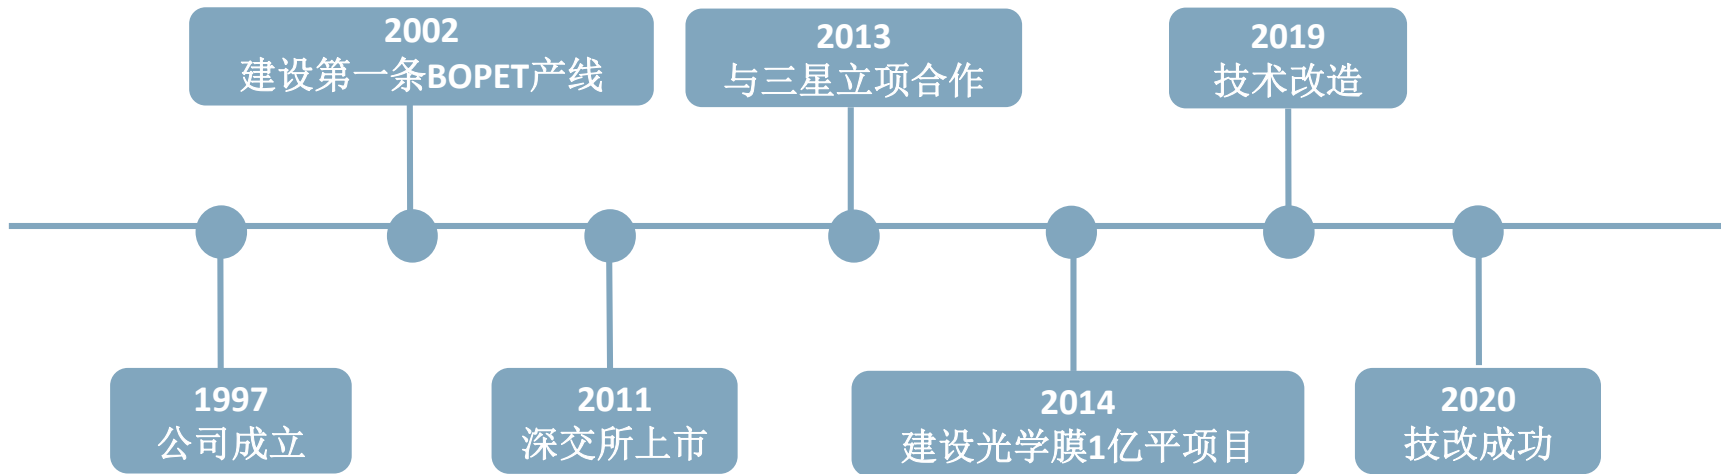 2002
建设第一条BOPET产线
2013
与三星立项合作
2019
技术改造
1997
公司成立
2011
深交所上市
2014
建设光学膜1亿平项目
2020
技改成功